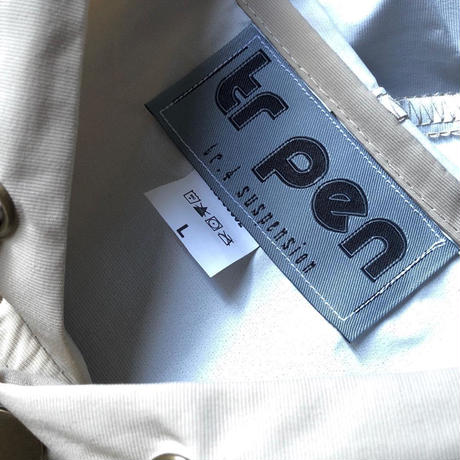 tr pen
tr.4 suspension
L